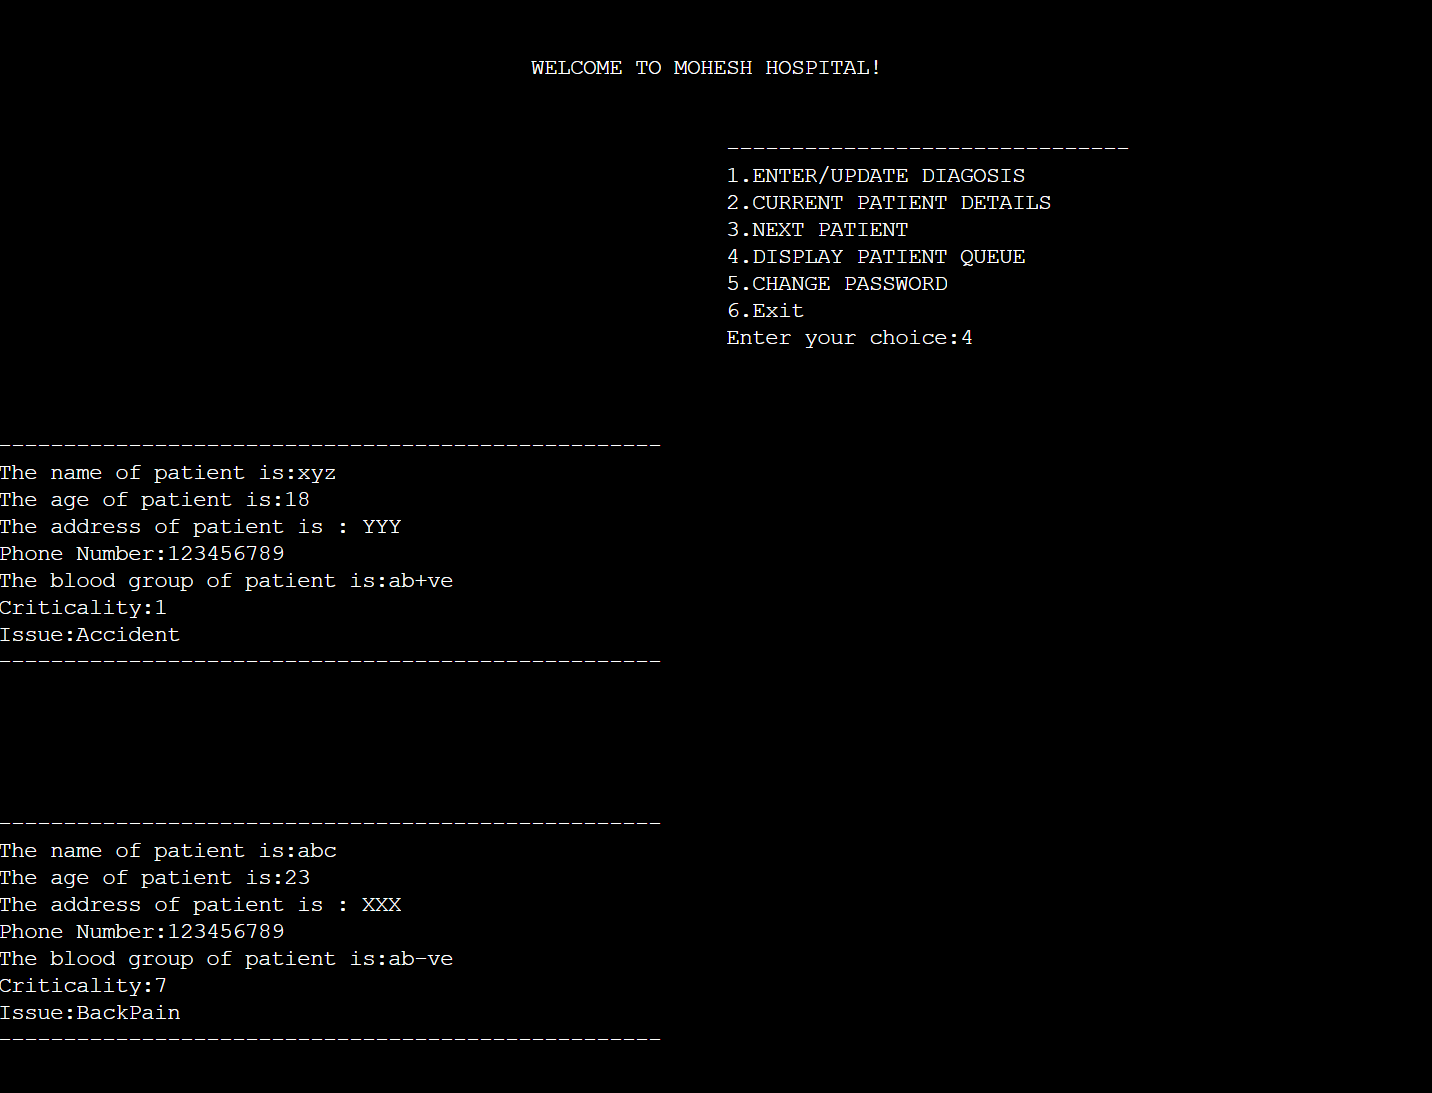 WELCOME TO MOHESH HOSPITAL!
-------------------------------
1.ENTER/UPDATE DIAGOSIS
2.CURRENT PATIENT DETAILS
3.NEXT PATIENT
4.DISPLAY PATIENT QUEUE
5.CHANGE PASSWORD
6.Exit
Enter your choice:4
---------------------------------------------------
The name of patient is:xyz
The age of patient is:18
The address of patient is : YYY
Phone Number:123456789
The blood group of patient is:ab+ve
Criticality:1
Issue:Accident
---------------------------------------------------
---------------------------------------------------
The name of patient is:abc
The age of patient is:23
The address of patient is : XXX
Phone Number:123456789
The blood group of patient is:ab-ve
Criticality:7
Issue:BackPain
---------------------------------------------------